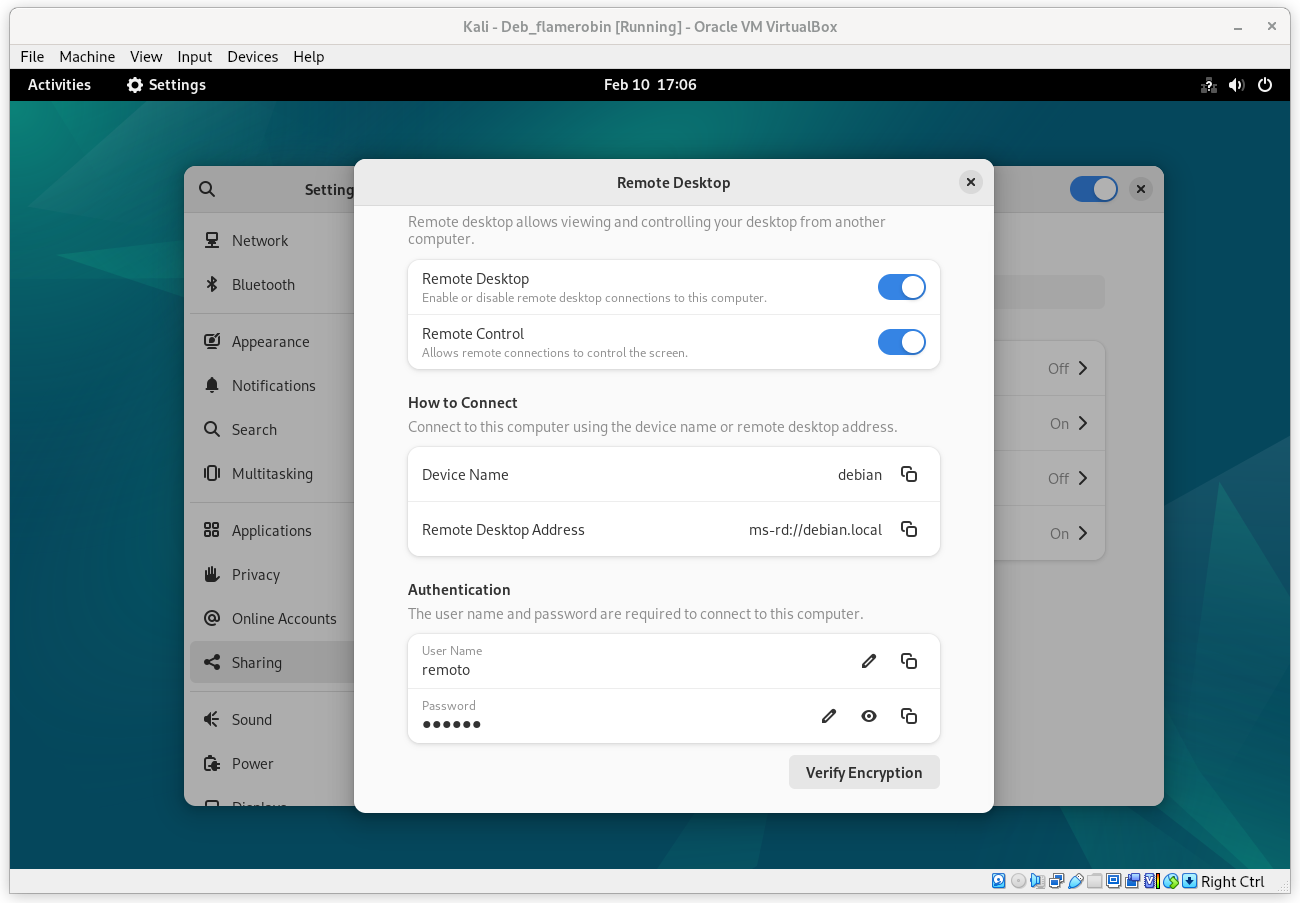 Kali - Deb_flamerobin [Running] - Oracle VM VirtualBox
File Machine View Input Devices Help
Activities Settings Feb 10 17:06
Setting
Network
Bluetooth
Appearance
Notifications
Search
Multitasking
Applications
Privacy
Online Accounts
Sharing
Sound
Power
Displays
Remote Desktop
Remote desktop allows viewing and controlling your desktop from another
computer.
Remote Desktop
Enable or disable remote desktop connections to this computer.
Remote Control
Allows remote connections to control the screen.
How to Connect
Connect to this computer using the device name or remote desktop address.
Device Name debian
Remote Desktop Address ms-rd://debian.local
Authentication
The user name and password are required to connect to this computer.
User Name
remoto
Password
●●●●●●
Verify Encryption
Off
On
Off
On
Right Ctrl